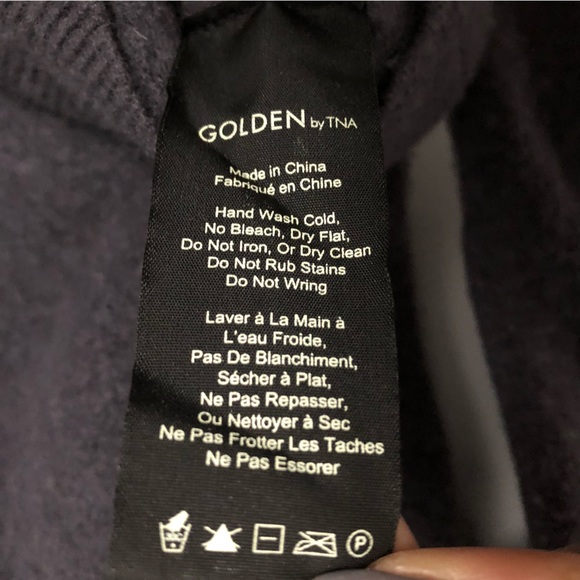 GOLDEN by TNA
Made in China
Fabriqué en Chine
Hand Wash Cold,
No Bleach, Dry Flat,
Do Not Iron, Or Dry Clean
Do Not Rub Stains
Do Not Wring
Laver à La Main à
L'eau Froide,
Pas De Blanchiment,
Sécher à Plat,
Ne Pas Repasser,
Ou Nettoyer à Sec
Ne Pas Frotter Les Taches
Ne Pas Essorer
30C P